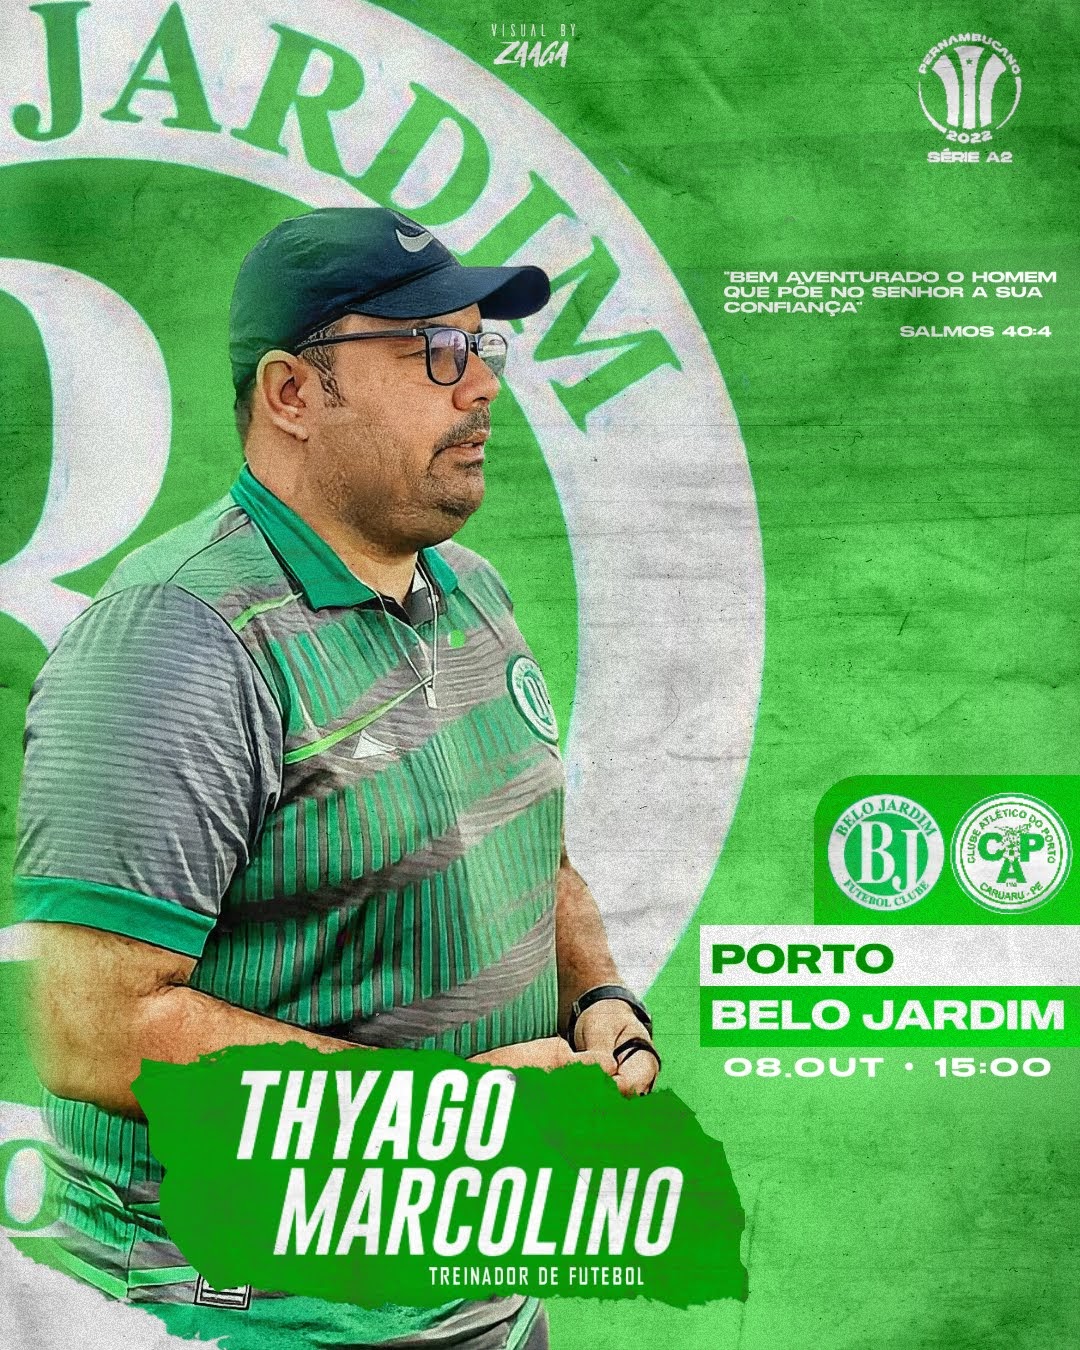 JARDIM
VISUAL BY
ZAAGA
PERNAMBUCANO
2022
SÉRIE A2
"BEM AVENTURADO O HOMEM
QUE PÕE NO SENHOR A SUA
CONFIANÇA"
SALMOS 40:4
BELO JARDIM
BJ
FUTEBOL CLUBE
CLUBE ATLÉTICO DO PORTO
CAP
CARUARU-PE
PORTO
BELO JARDIM
08.OUT • 15:00
THYAGO
MARCOLINO
TREINADOR DE FUTEBOL